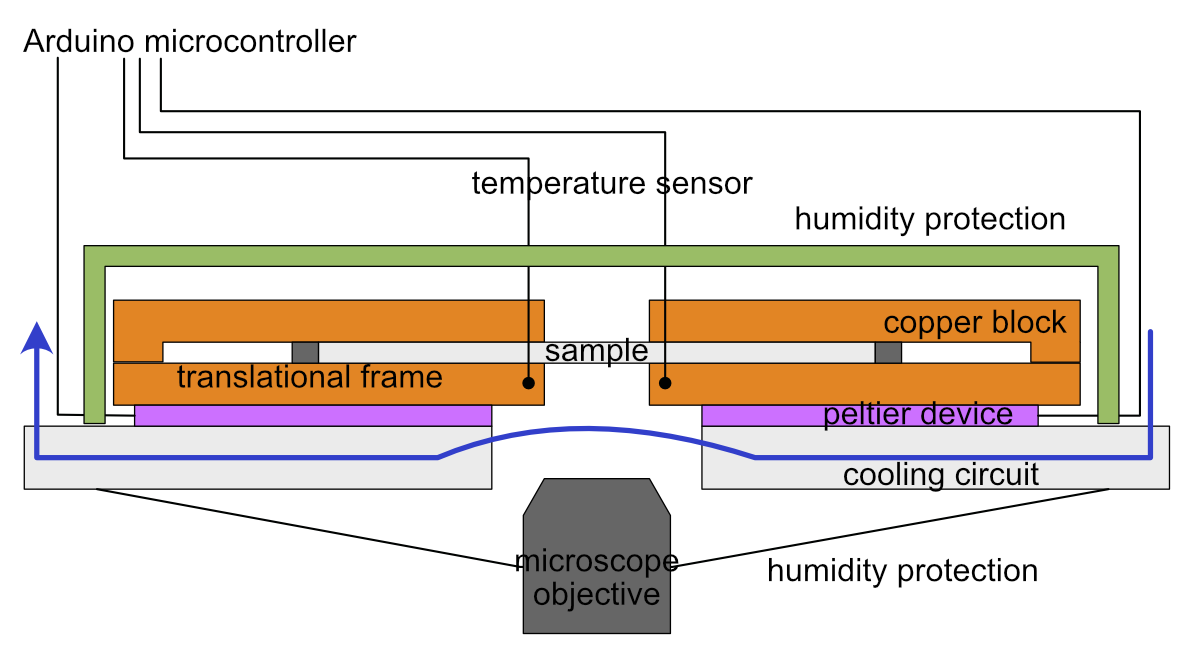 Arduino microcontroller
temperature sensor
humidity protection
copper block
sample
translational frame
peltier device
cooling circuit
microscope
objective
humidity protection